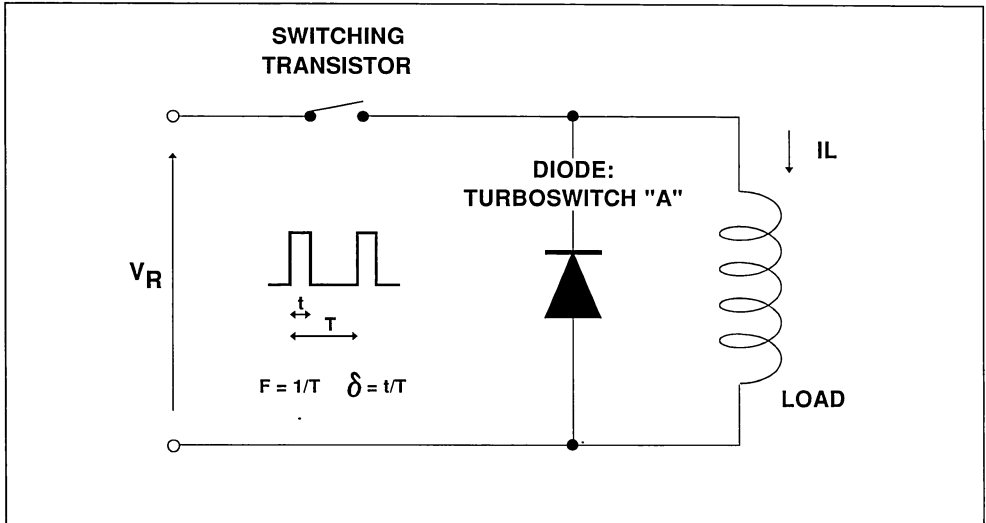 SWITCHING
TRANSISTOR
IL
DIODE:
TURBOSWITCH "A"
VR
t
T
F = 1/T δ = t/T
LOAD